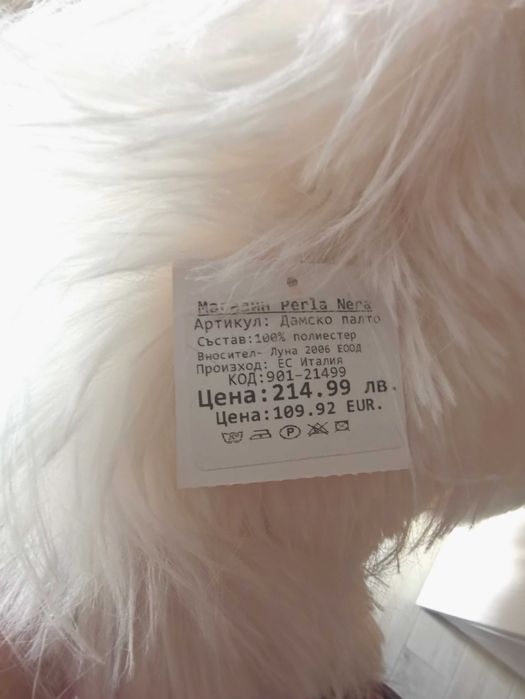 Магазин Perla Nera
Артикул: Дамско палто
Състав:100% полиестер
Вносител- Луна 2006 ЕООД
Произход: ЕС Италия
КОД:901-21499
Цена:214.99 лв.
Цена:109.92 EUR.